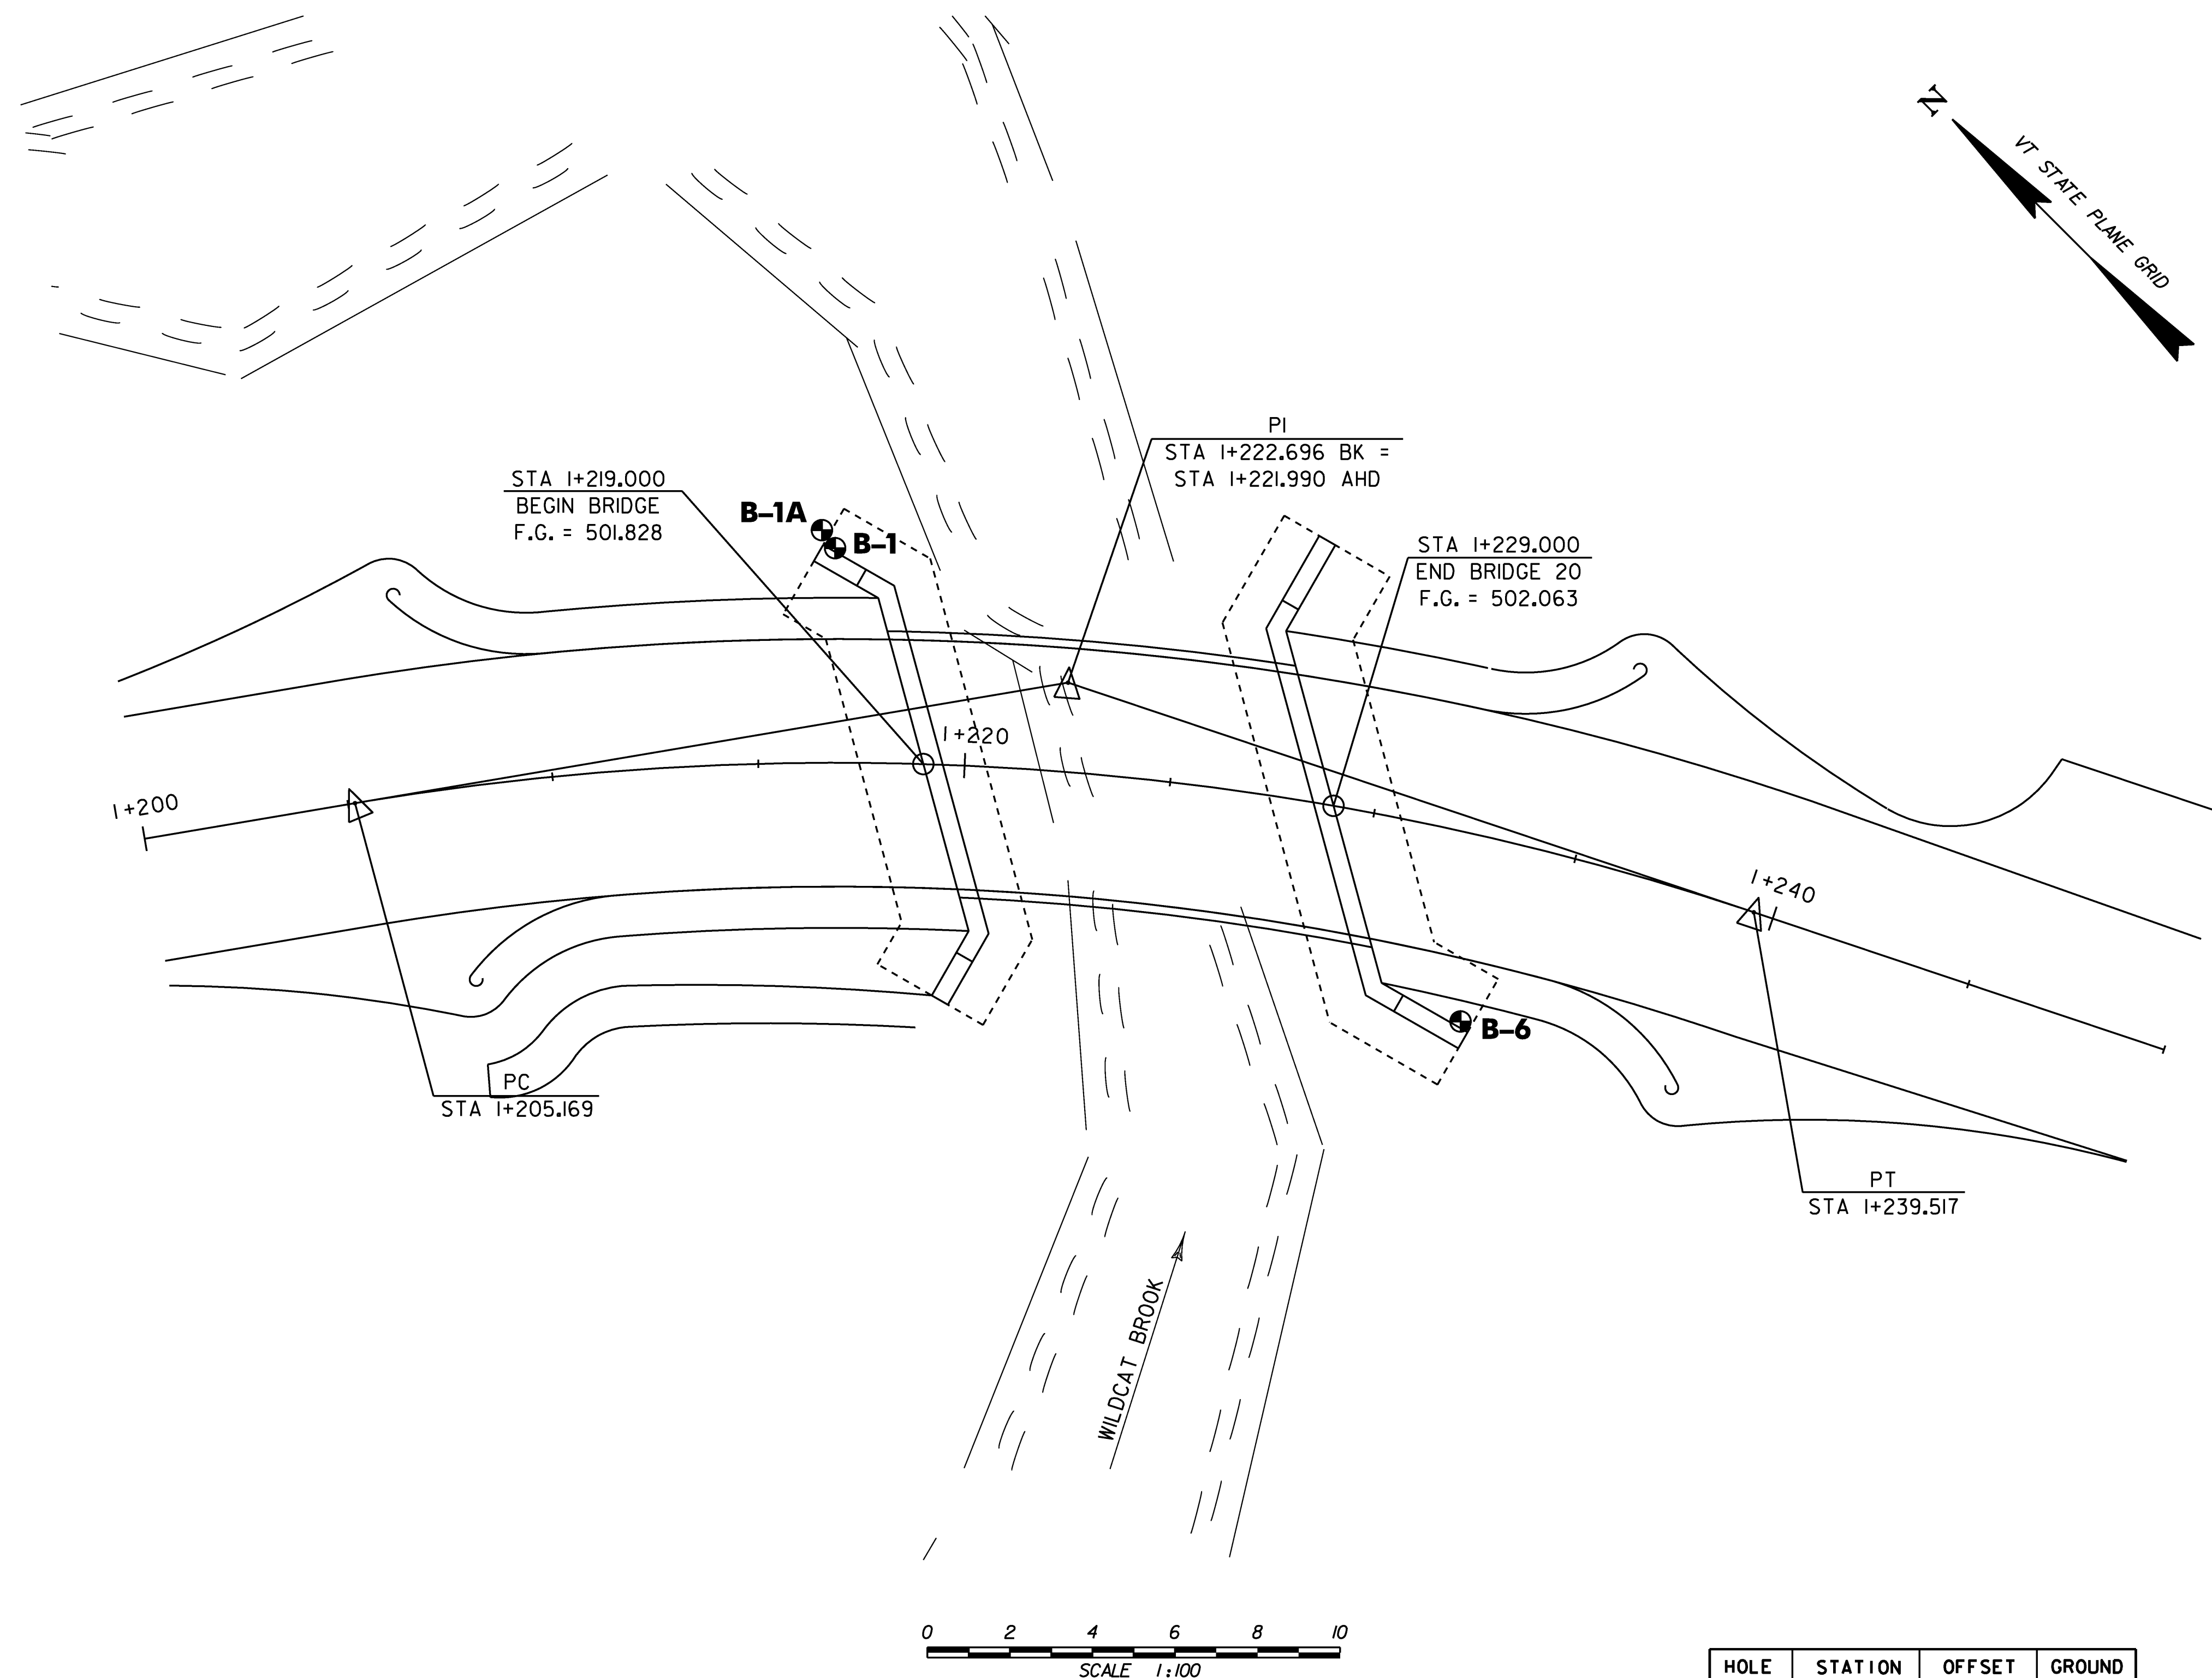 N
VT STATE PLANE GRID
PI
STA 1+222.696 BK =
STA 1+221.990 AHD
STA 1+219.000
BEGIN BRIDGE
F.G. = 501.828
B-1A
B-1
STA 1+229.000
END BRIDGE 20
F.G. = 502.063
1+220
1+200
1+240
B-6
PC
STA 1+205.169
PT
STA 1+239.517
WILDCAT BROOK
0 2 4 6 8 10
SCALE 1:100
HOLE STATION OFFSET GROUND